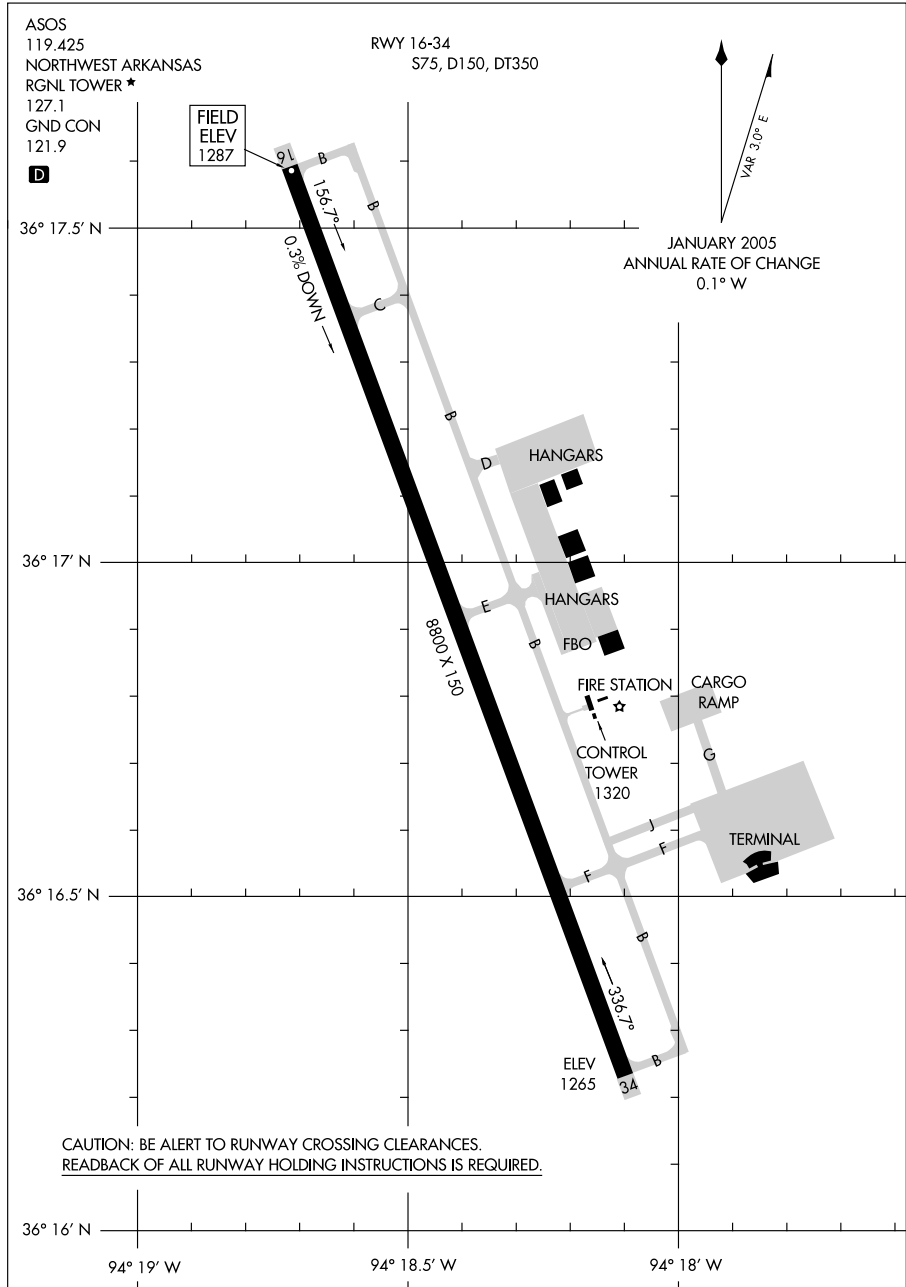 ASOS
119.425
NORTHWEST ARKANSAS
RGNL TOWER ★
127.1
GND CON
121.9
D
RWY 16-34
S75, D150, DT350
VAR 3.0° E
JANUARY 2005
ANNUAL RATE OF CHANGE
0.1° W
FIELD
ELEV
1287
16
B
156.7°
B
36° 17.5' N
0.3% DOWN
C
B
D
HANGARS
36° 17' N
E
HANGARS
B
FBO
8800 X 150
FIRE STATION
CARGO
RAMP
G
CONTROL
TOWER
1320
J
F
TERMINAL
F
36° 16.5' N
B
336.7°
B
ELEV
1265
34
CAUTION: BE ALERT TO RUNWAY CROSSING CLEARANCES.
READBACK OF ALL RUNWAY HOLDING INSTRUCTIONS IS REQUIRED.
36° 16' N
94° 19' W
94° 18.5' W
94° 18' W